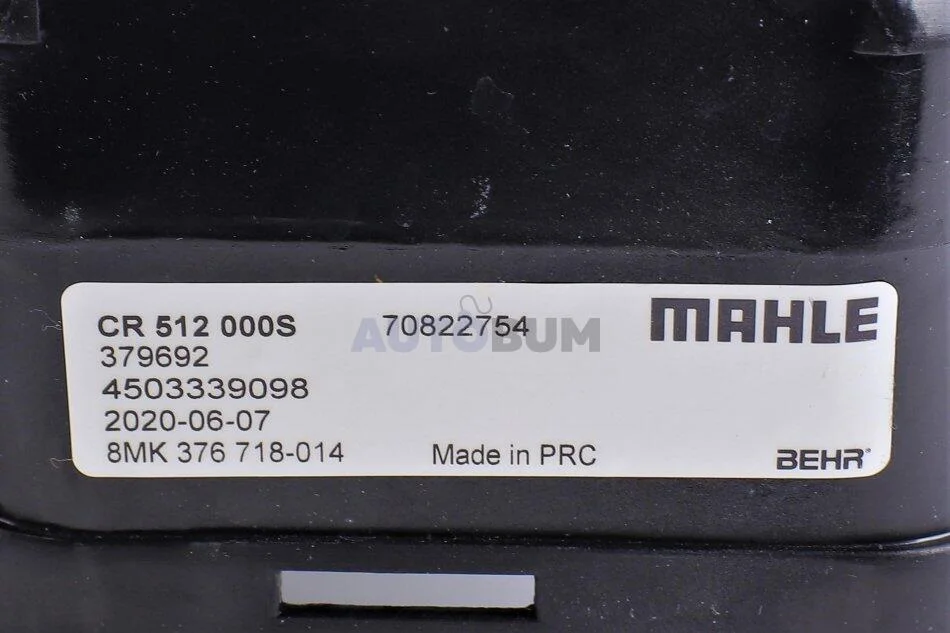 CR 512 000S 70822754 MAHLE
AUTOBUM
379692
4503339098
2020-06-07
8MK 376 718-014 Made in PRC BEHR®